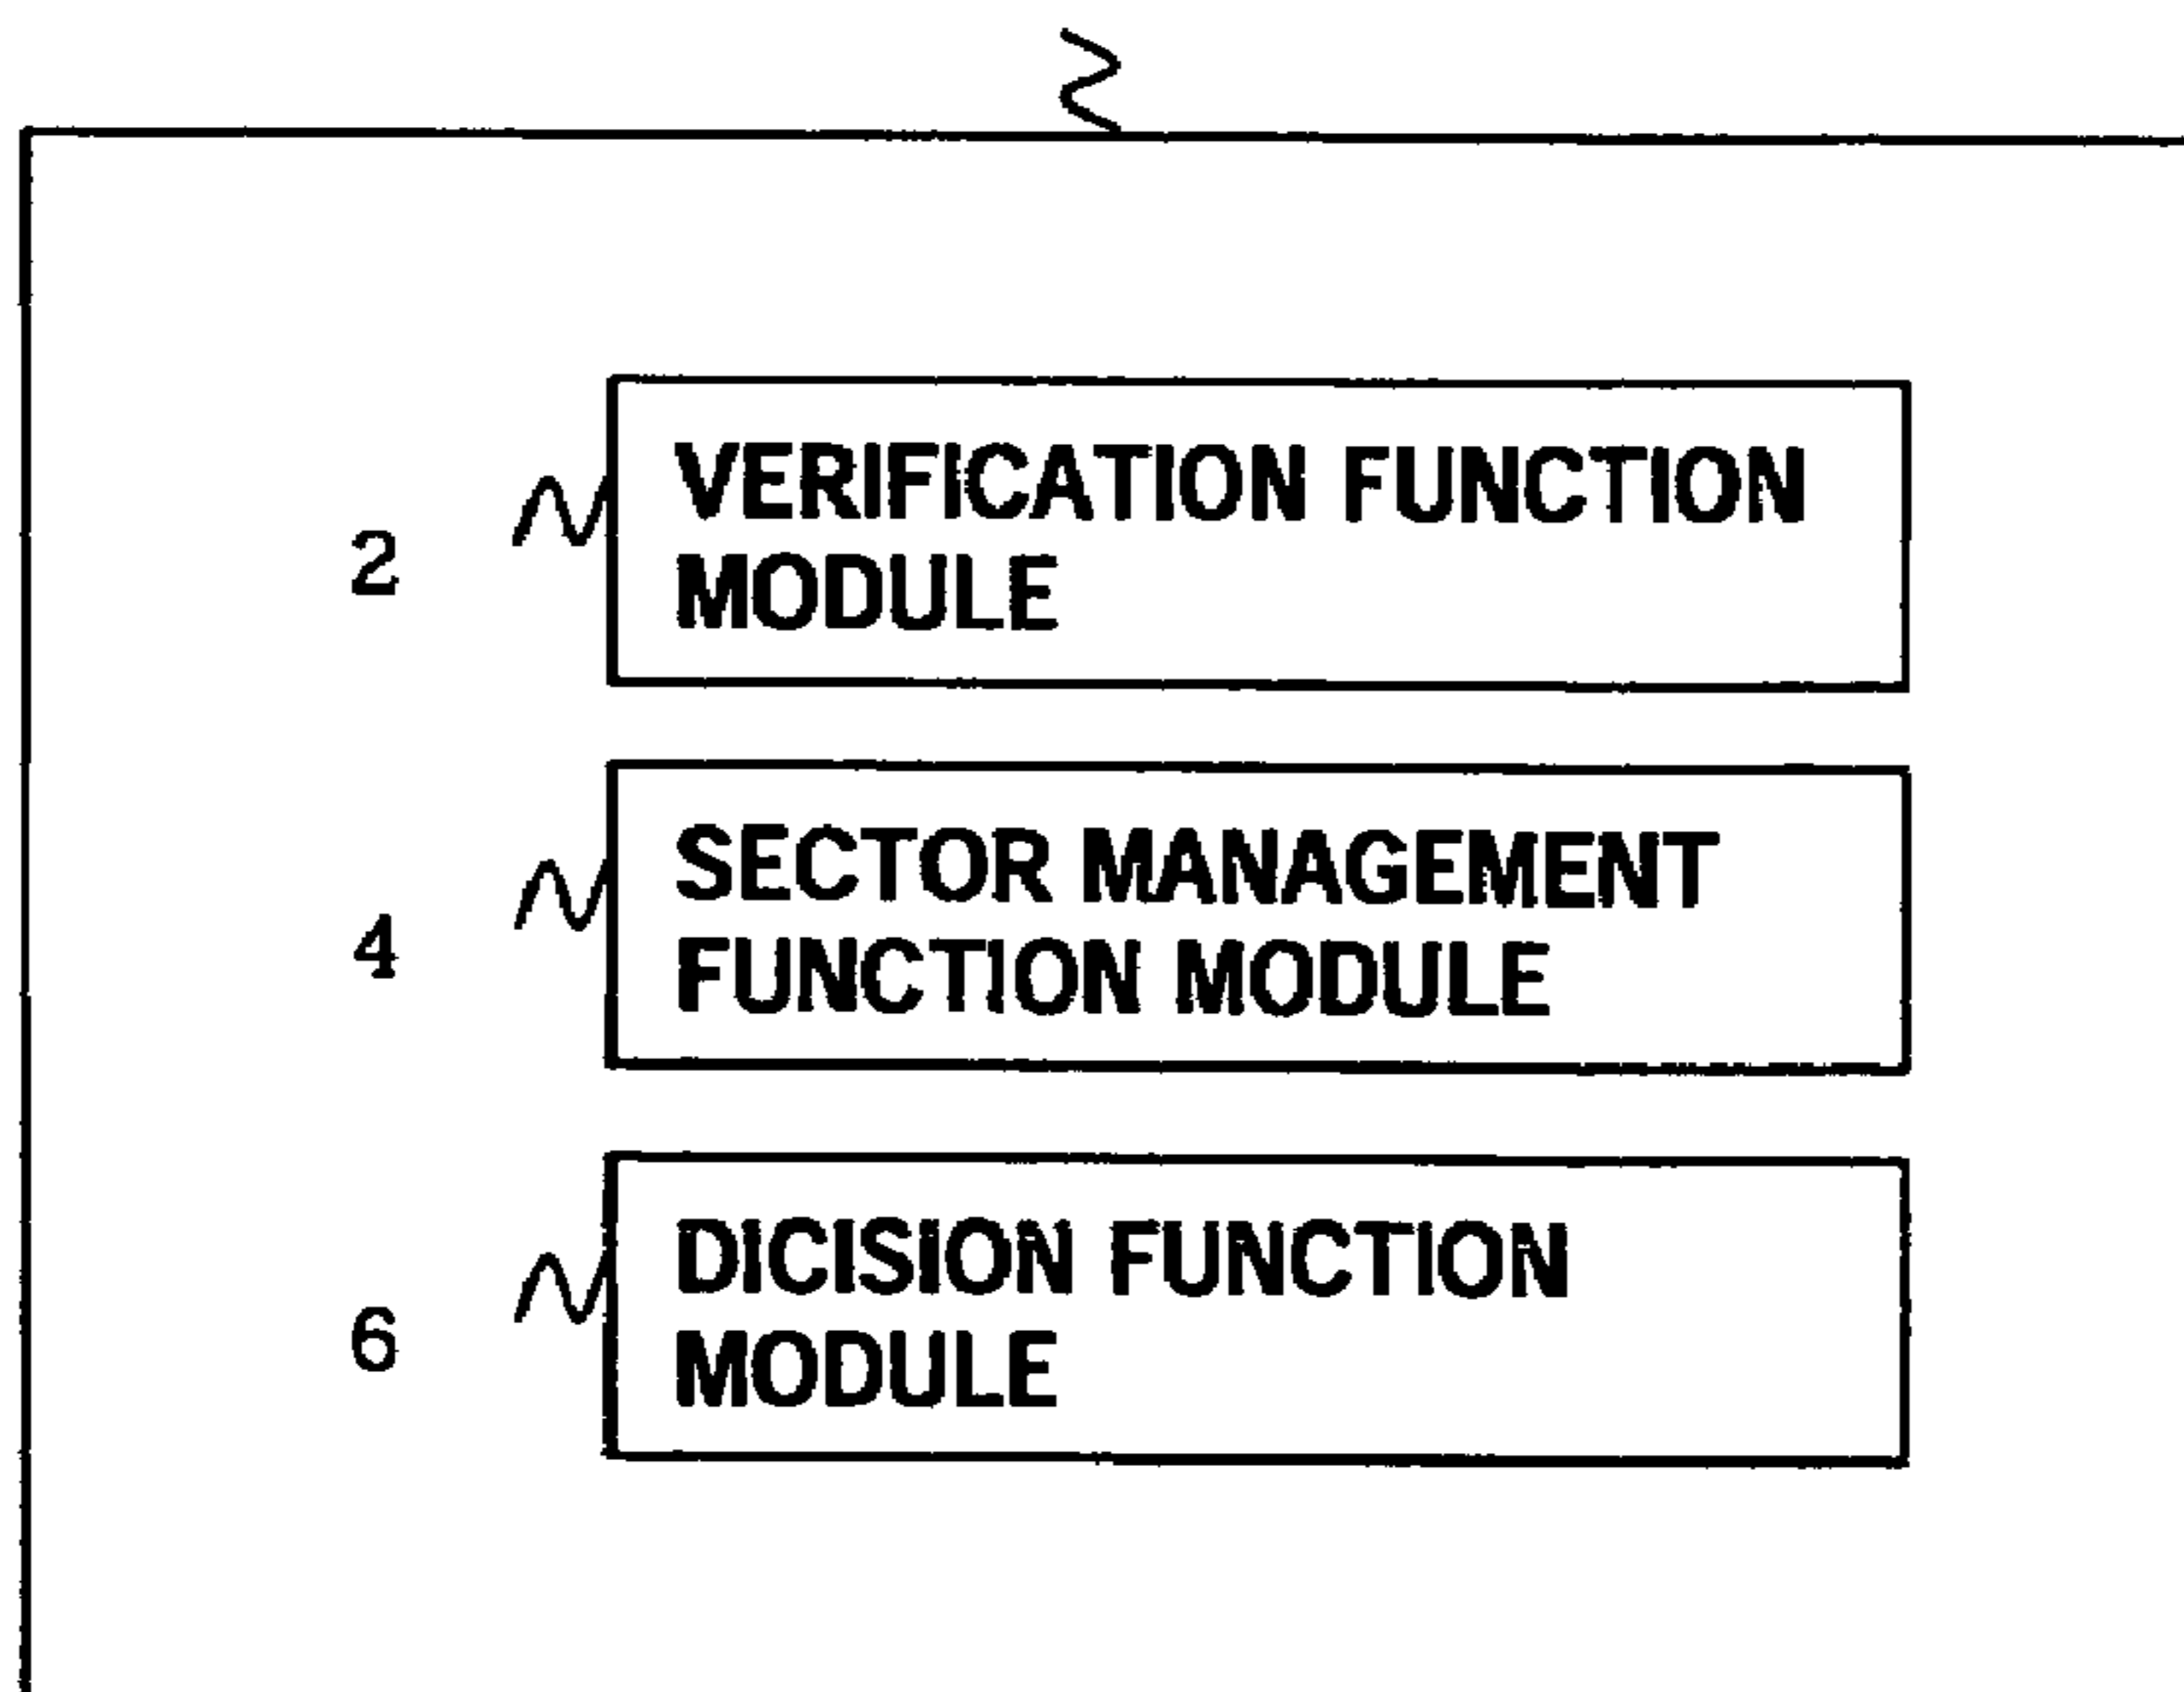 2
VERIFICATION FUNCTION
MODULE
4
SECTOR MANAGEMENT
FUNCTION MODULE
6
DICISION FUNCTION
MODULE